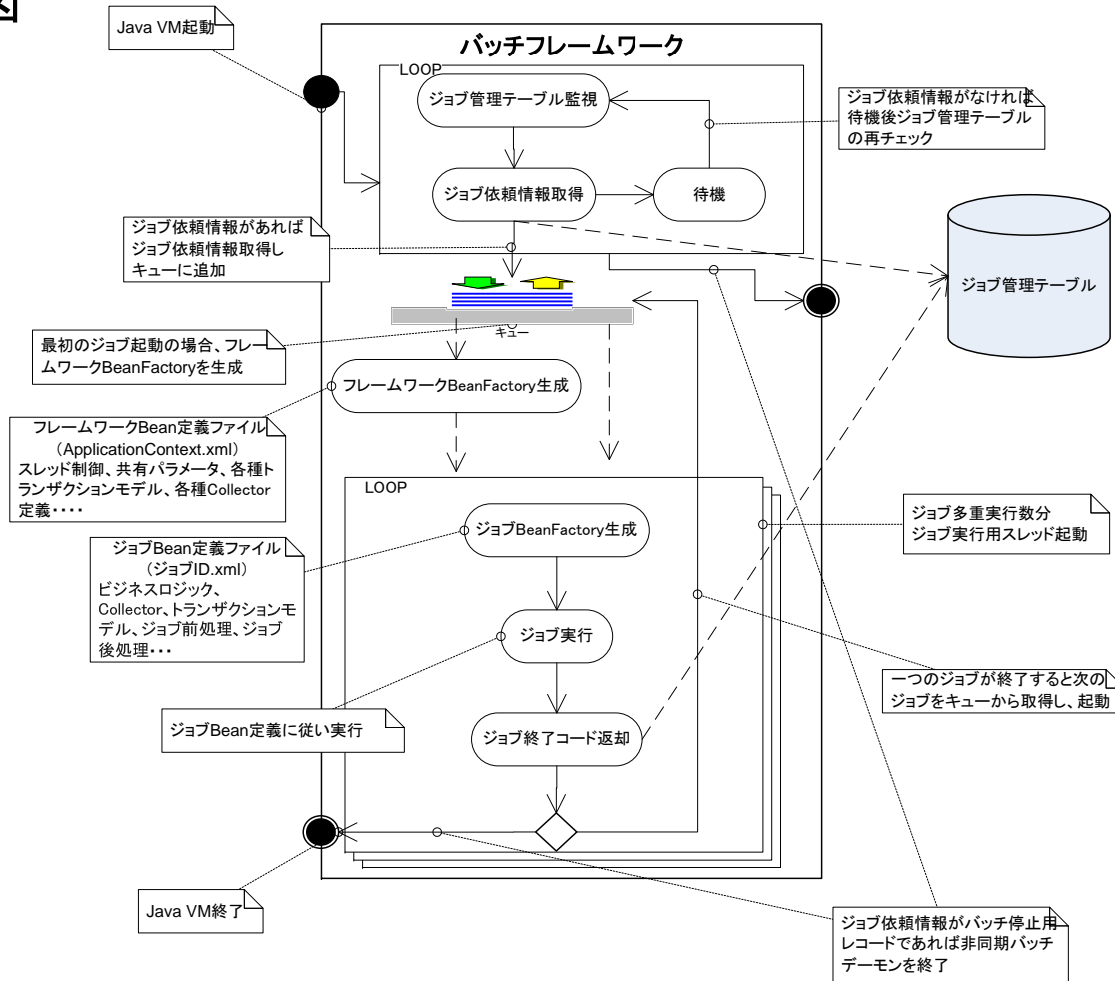 図
Java VM起動
バッチフレームワーク
LOOP
ジョブ管理テーブル監視
ジョブ依頼情報がなければ
待機後ジョブ管理テーブル
の再チェック
ジョブ依頼情報取得
待機
ジョブ依頼情報があれば
ジョブ依頼情報取得し
キューに追加
ジョブ管理テーブル
キュー
最初のジョブ起動の場合、フレー
ムワークBeanFactoryを生成
フレームワークBeanFactory生成
フレームワークBean定義ファイル
（ApplicationContext.xml）
スレッド制御、共有パラメータ、各種ト
ランザクションモデル、各種Collector
定義・・・・
LOOP
ジョブBeanFactory生成
ジョブ多重実行数分
ジョブ実行用スレッド起動
ジョブBean定義ファイル
（ジョブID.xml）
ビジネスロジック、
Collector、トランザクションモ
デル、ジョブ前処理、ジョブ
後処理・・・
ジョブ実行
一つのジョブが終了すると次の
ジョブをキューから取得し、起動
ジョブBean定義に従い実行
ジョブ終了コード返却
Java VM終了
ジョブ依頼情報がバッチ停止用
レコードであれば非同期バッチ
デーモンを終了